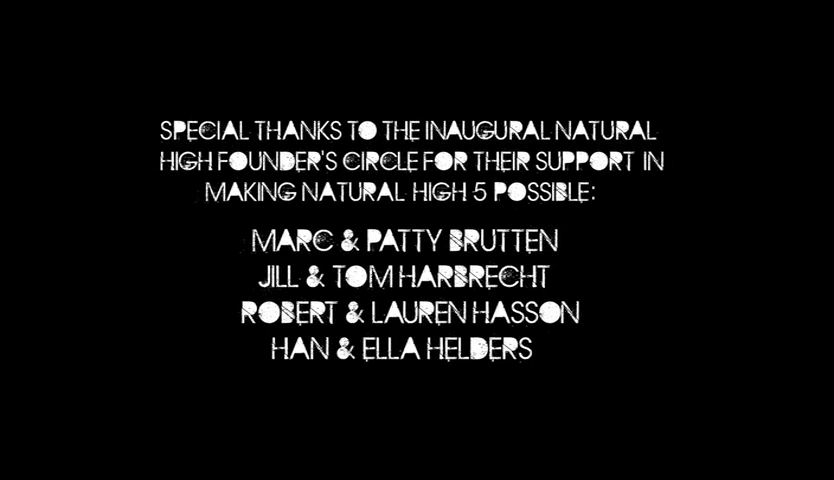 SPECIAL THANKS TO THE INAUGURAL NATURAL
HIGH FOUNDER'S CIRCLE FOR THEIR SUPPORT IN
MAKING NATURAL HIGH 5 POSSIBLE:
MARC & PATTY BRUTTEN
JILL & TOM HARBRECHT
ROBERT & LAUREN HASSON
HAN & ELLA HELDERS